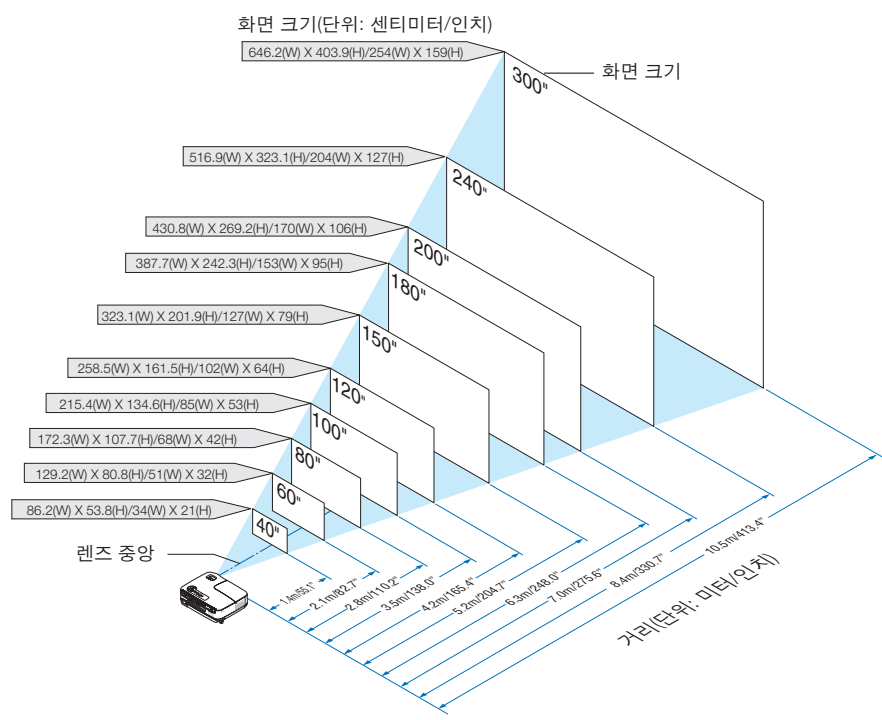 화면 크기(단위: 센티미터/인치)
646.2(W) X 403.9(H)/254(W) X 159(H)
화면 크기
300"
516.9(W) X 323.1(H)/204(W) X 127(H)
240"
430.8(W) X 269.2(H)/170(W) X 106(H)
200"
387.7(W) X 242.3(H)/153(W) X 95(H)
180"
323.1(W) X 201.9(H)/127(W) X 79(H)
150"
258.5(W) X 161.5(H)/102(W) X 64(H)
120"
215.4(W) X 134.6(H)/85(W) X 53(H)
100"
172.3(W) X 107.7(H)/68(W) X 42(H)
80"
129.2(W) X 80.8(H)/51(W) X 32(H)
60"
86.2(W) X 53.8(H)/34(W) X 21(H)
40"
렌즈 중앙
1.4m/55.1"
2.1m/82.7"
2.8m/110.2"
3.5m/138.0"
4.2m/165.4"
5.2m/204.7"
6.3m/248.0"
7.0m/275.6"
8.4m/330.7"
10.5m/413.4"
거리(단위: 미터/인치)